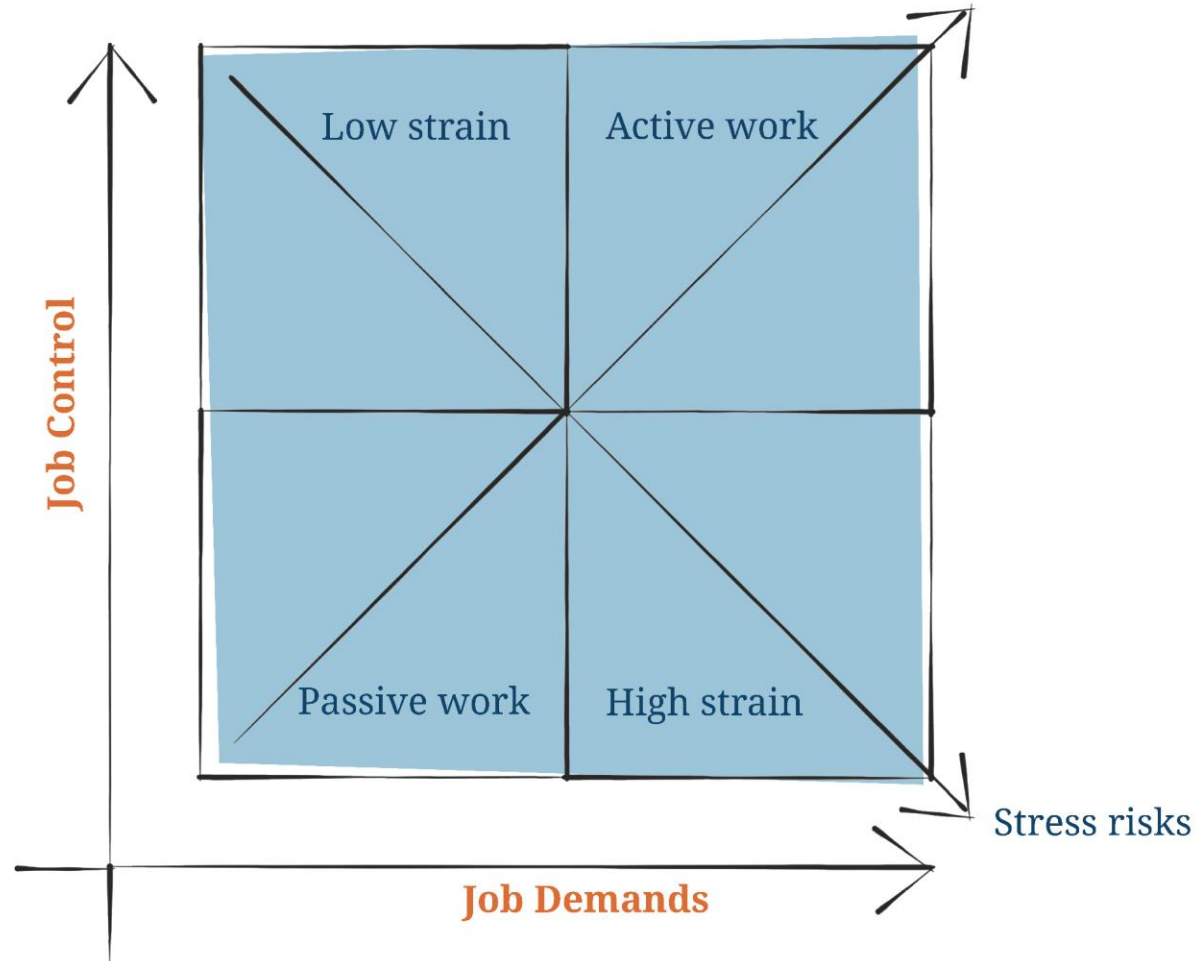 Low strain
Active work
Job Control
Passive work
High strain
Stress risks
Job Demands